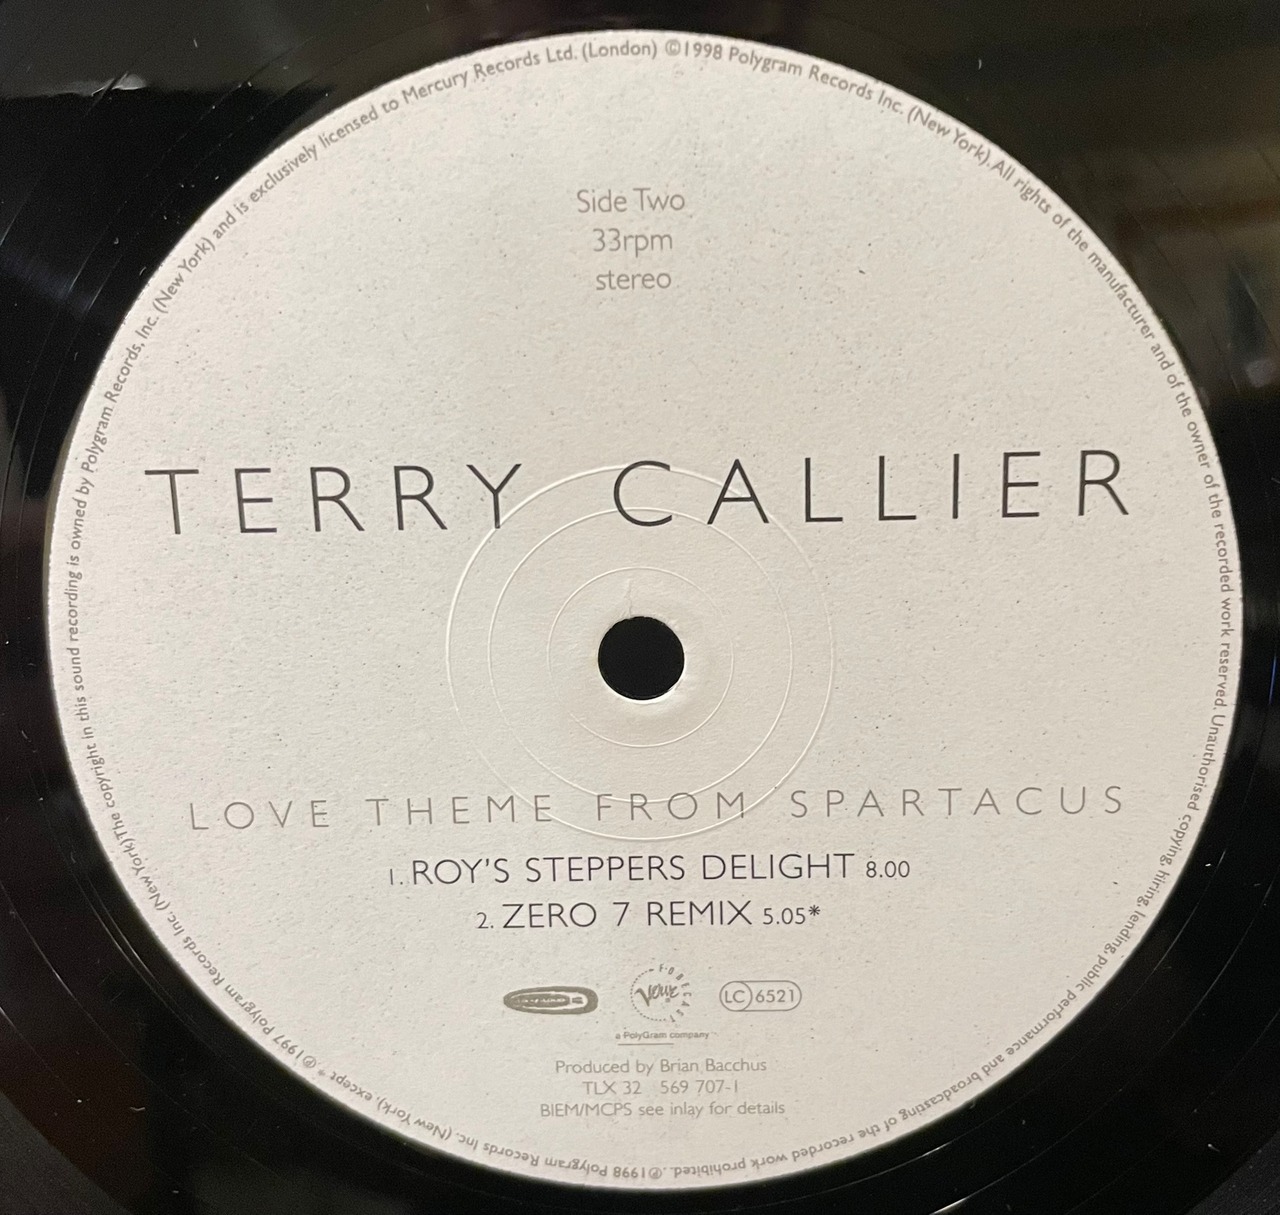 Side Two
33rpm
stereo
TERRY CALLIER
LOVE THEME FROM SPARTACUS
1. ROY'S STEPPERS DELIGHT 8.00
2. ZERO 7 REMIX 5.05*
Verve FORECAST
LC 6521
a PolyGram company
Produced by Brian Bacchus
TLX 32 569 707-1
BIEM/MCPS see inlay for details
℗1998 Polygram Records Inc. (New York), except * ℗1997 Polygram Records Inc. (New York)The copyright in this sound recording is owned by Polygram Records, Inc. (New York) and is exclusively licensed to Mercury Records Ltd. (London) ©1998 Polygram Records Inc. (New York). All rights of the manufacturer and of the owner of the recorded work reserved. Unauthorised copying, hiring, lending, public performance and broadcasting of the recorded work prohibited.